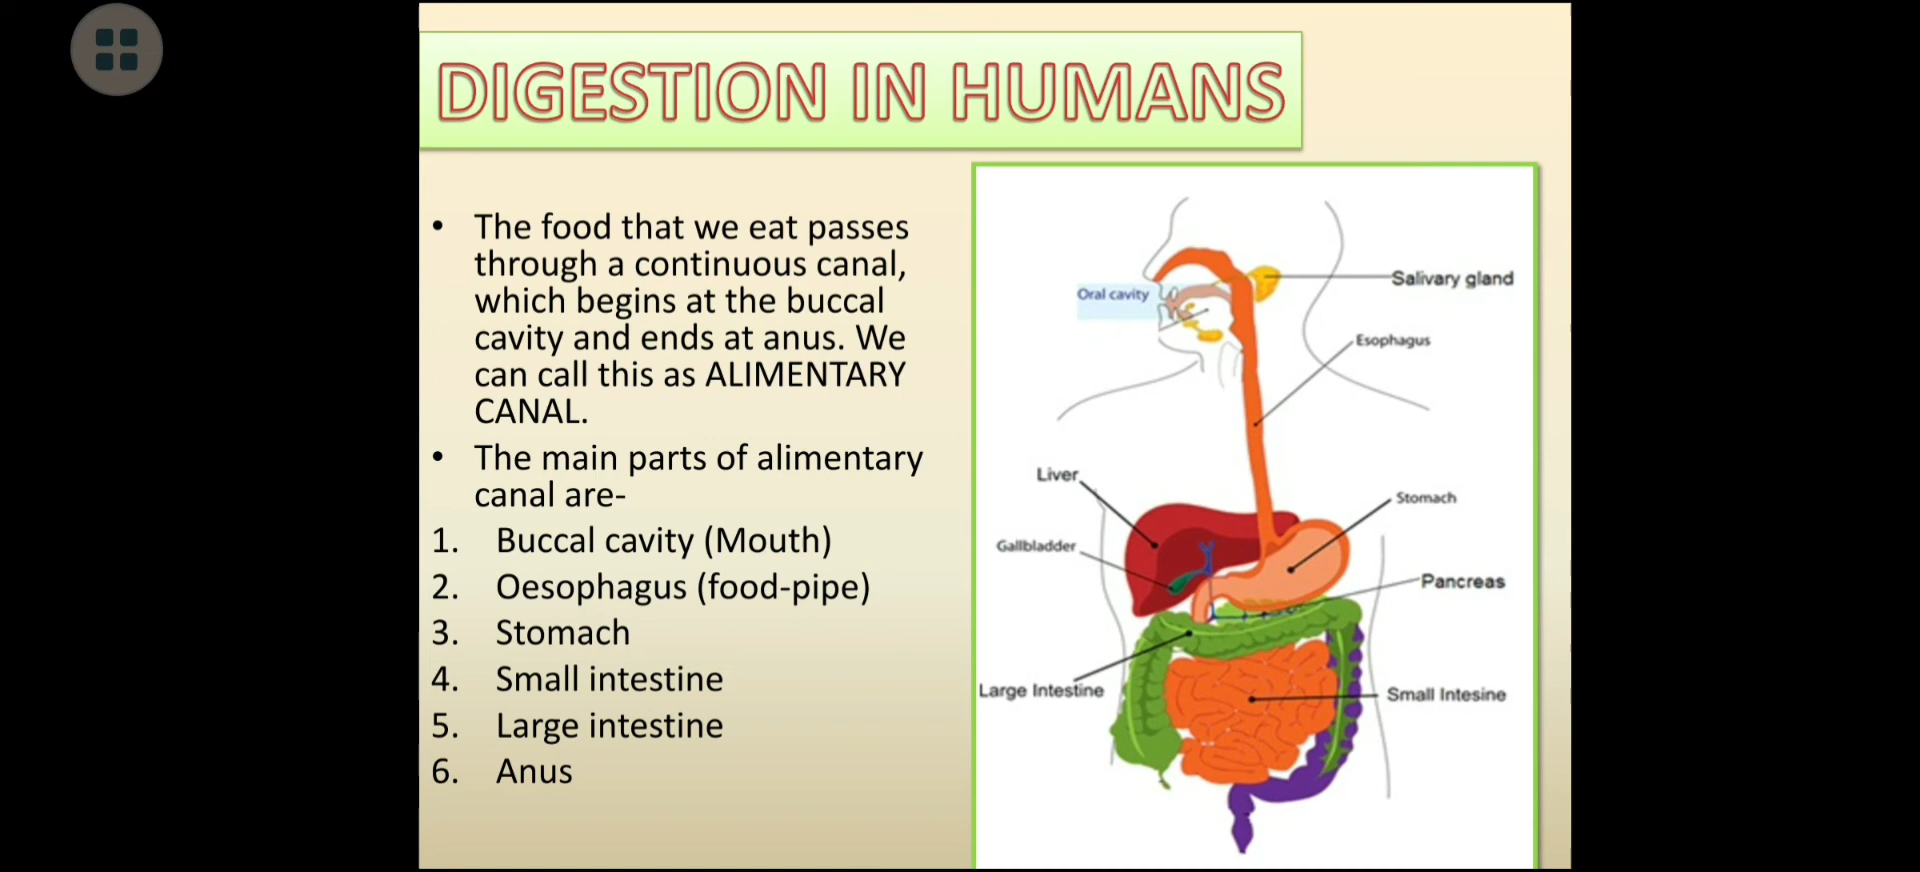 DIGESTION IN HUMANS
• The food that we eat passes
through a continuous canal,
which begins at the buccal
cavity and ends at anus. We
can call this as ALIMENTARY
CANAL.
• The main parts of alimentary
canal are-
1. Buccal cavity (Mouth)
2. Oesophagus (food-pipe)
3. Stomach
4. Small intestine
5. Large intestine
6. Anus
Salivary gland
Oral cavity
Esophagus
Liver
Stomach
Gallbladder
Pancreas
Large Intestine
Small Intesine